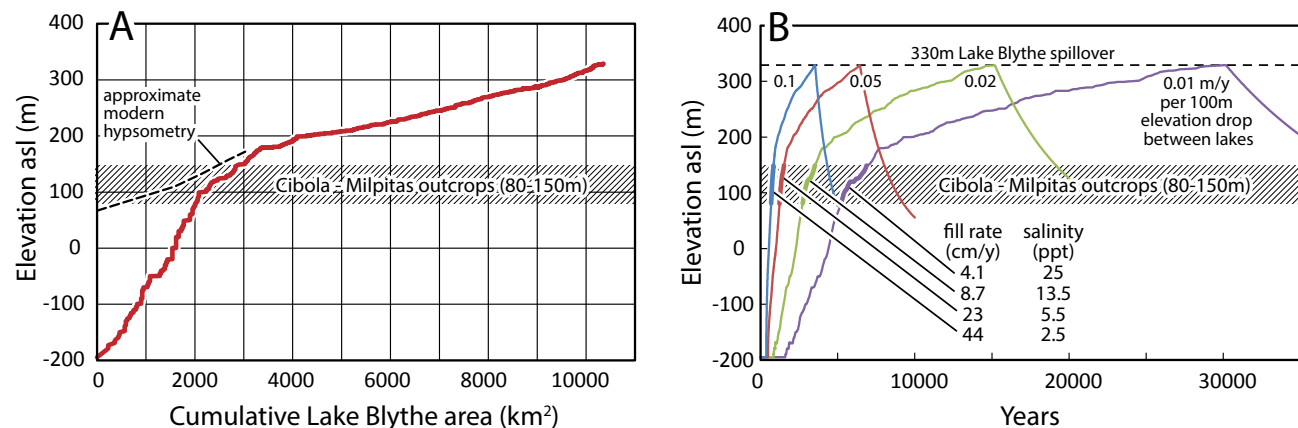 A
400
300
200
100
0
-100
-200
Elevation asl (m)
approximate
modern
hypsometry
Cibola - Milpitas outcrops (80-150m)
0 2000 4000 6000 8000 10000
Cumulative Lake Blythe area (km²)
B
400
300
200
100
0
-100
-200
Elevation asl (m)
330m Lake Blythe spillover
0.1
0.05
0.02
0.01 m/y
per 100m
elevation drop
between lakes
Cibola - Milpitas outcrops (80-150m)
fill rate salinity
(cm/y) (ppt)
4.1 25
8.7 13.5
23 5.5
44 2.5
0 10000 20000 30000
Years